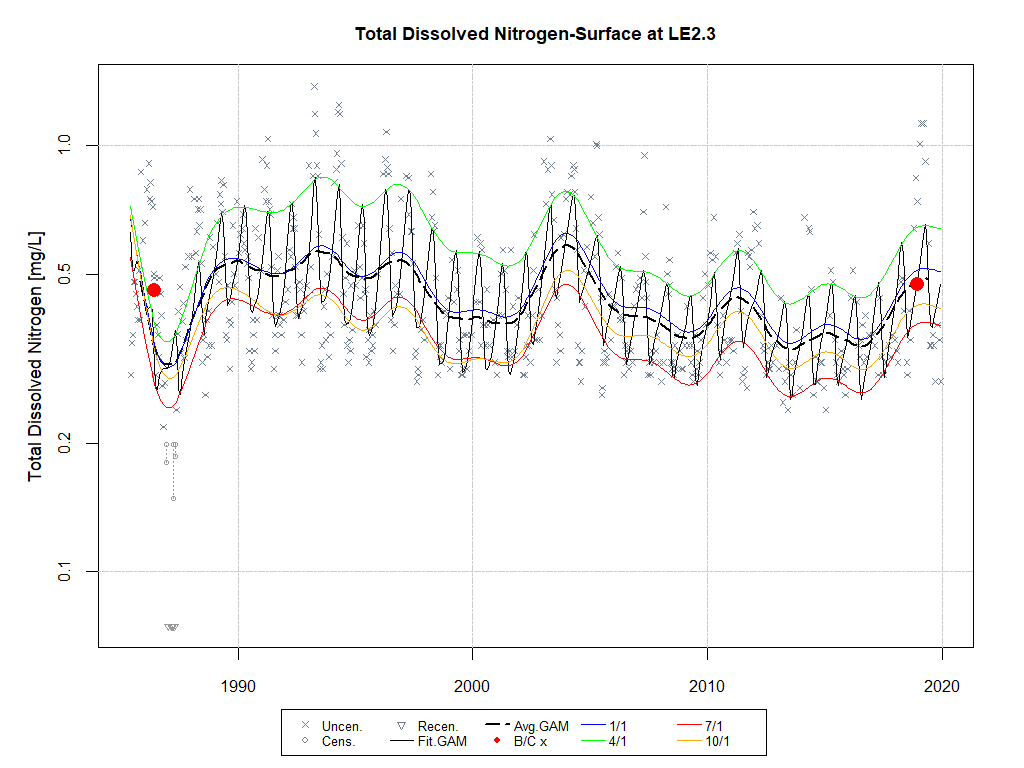 Total Dissolved Nitrogen-Surface at LE2.3
Total Dissolved Nitrogen [mg/L]
1.0
0.5
0.2
0.1
1990 2000 2010 2020
Uncen. Recen. Avg.GAM 1/1 7/1
Cens. Fit.GAM B/C x 4/1 10/1